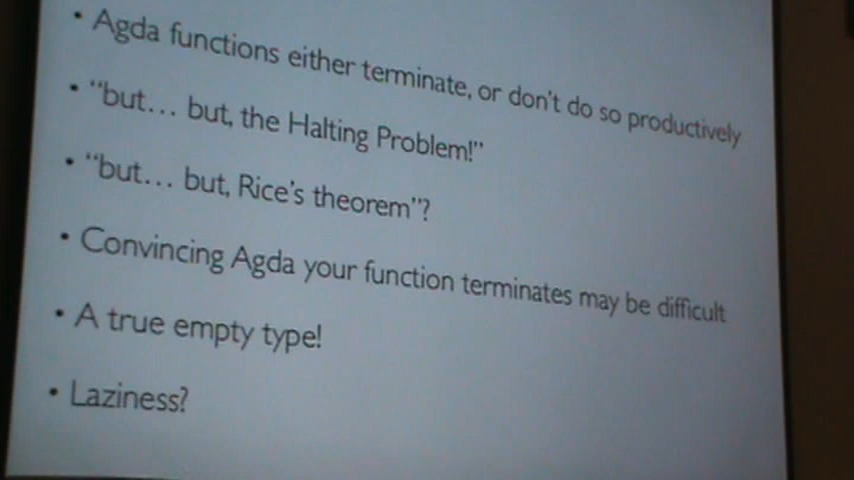 • Agda functions either terminate, or don't do so productively
• "but… but, the Halting Problem!"
• "but… but, Rice's theorem"?
• Convincing Agda your function terminates may be difficult
• A true empty type!
• Laziness?